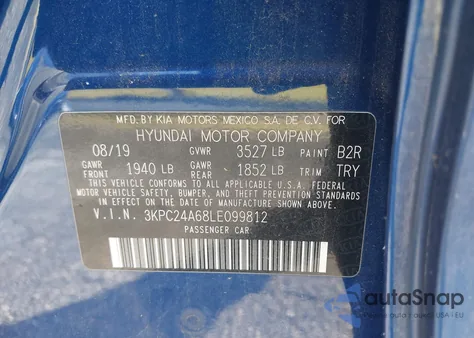 MFD. BY KIA MOTORS MEXICO S.A. DE C.V. FOR
HYUNDAI MOTOR COMPANY
08/19 GVWR 3527 LB PAINT B2R
GAWR FRONT 1940 LB GAWR REAR 1852 LB TRIM TRY
THIS VEHICLE CONFORMS TO ALL APPLICABLE U.S.A. FEDERAL
MOTOR VEHICLE SAFETY, BUMPER, AND THEFT PREVENTION STANDARDS
IN EFFECT ON THE DATE OF MANUFACTURE SHOWN ABOVE.
V.I.N. 3KPC24A68LE099812
PASSENGER CAR
autoSnap
USA | EU